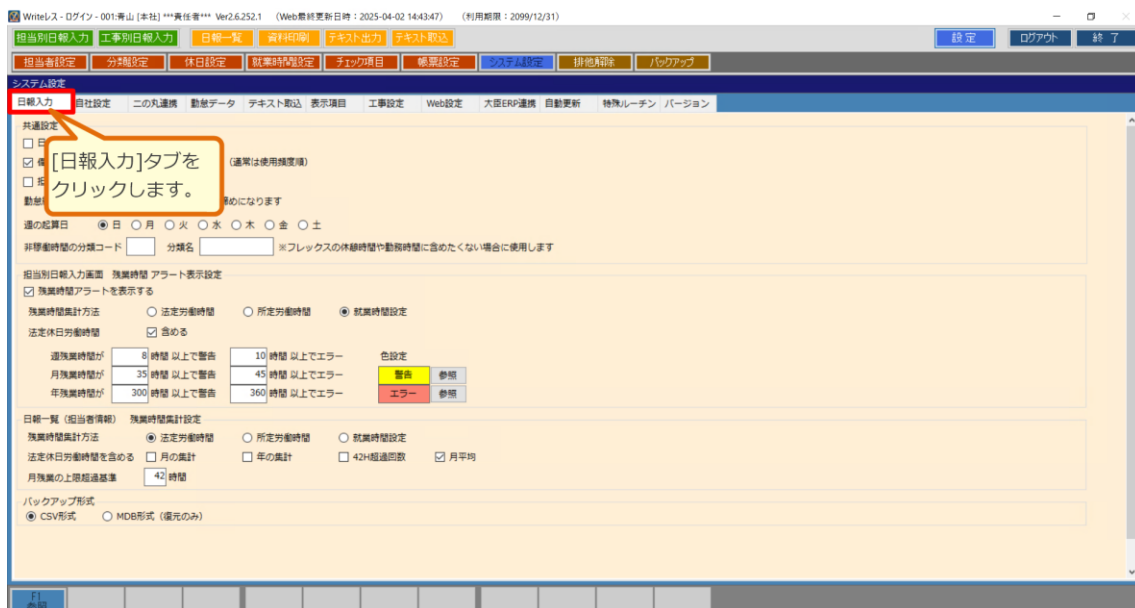 Writeレス - ログイン - 001:青山 [本社] ***責任者*** Ver2.6.252.1 (Web最終更新日時：2025-04-02 14:43:47) (利用期限：2099/12/31)
担当別日報入力 工事別日報入力 日報一覧 資料印刷 テキスト出力 テキスト取込 設定 ログアウト 終了
担当者設定 分類設定 休日設定 就業時間設定 チェック項目 帳票設定 システム設定 排他解除 バックアップ
システム設定
日報入力 自社設定 二の丸連携 勤怠データ テキスト取込 表示項目 工事設定 Web設定 大臣ERP連携 自動更新 特殊ルーチン バージョン
共通設定
[日報入力]タブを
クリックします。
(通常は使用頻度順)
締めになります
週の起算日 日 月 火 水 木 金 土
非稼働時間の分類コード 分類名 ※フレックスの休憩時間や勤務時間に含めたくない場合に使用します
担当別日報入力画面 残業時間 アラート表示設定
残業時間アラートを表示する
残業時間集計方法 法定労働時間 所定労働時間 就業時間設定
法定休日労働時間 含める
週残業時間が 8 時間 以上で警告 10 時間 以上でエラー 色設定
月残業時間が 35 時間 以上で警告 45 時間 以上でエラー 警告 参照
年残業時間が 300 時間 以上で警告 360 時間 以上でエラー エラー 参照
日報一覧（担当者情報） 残業時間集計設定
残業時間集計方法 法定労働時間 所定労働時間 就業時間設定
法定休日労働時間を含める 月の集計 年の集計 42H超過回数 月平均
月残業の上限超過基準 42 時間
バックアップ形式
CSV形式 MDB形式（復元のみ）
F1
参照